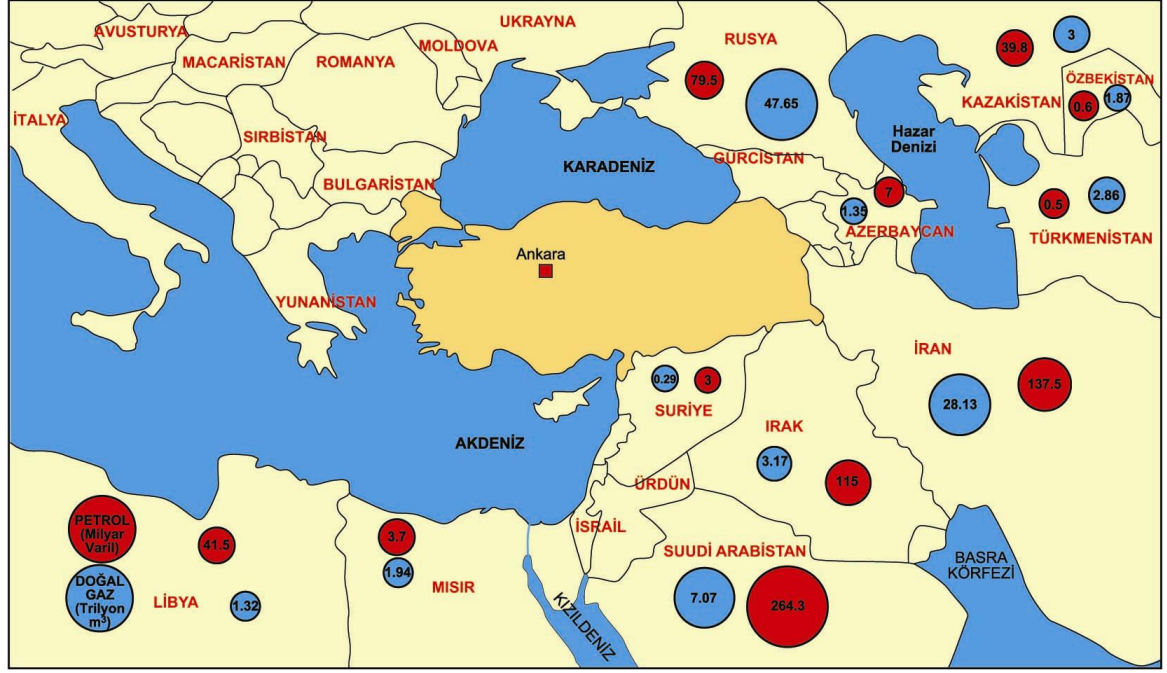 UKRAYNA
AVUSTURYA
MOLDOVA
RUSYA
MACARİSTAN
ROMANYA
39.8
3
79.5
47.65
ÖZBEKİSTAN
KAZAKİSTAN
0.6
1.87
İTALYA
SIRBİSTAN
Hazar
Denizi
KARADENİZ
GÜRCİSTAN
BULGARİSTAN
7
1.35
AZERBAYCAN
0.5
2.86
TÜRKMENİSTAN
Ankara
YUNANİSTAN
İRAN
137.5
28.13
0.29
3
SURİYE
IRAK
3.17
115
AKDENİZ
ÜRDÜN
İSRAİL
PETROL
(Milyar
Varil)
DOĞAL
GAZ
(Trilyon
m³)
41.5
LİBYA
1.32
3.7
1.94
MISIR
SUUDİ ARABİSTAN
7.07
264.3
KIZILDENİZ
BASRA
KÖRFEZİ